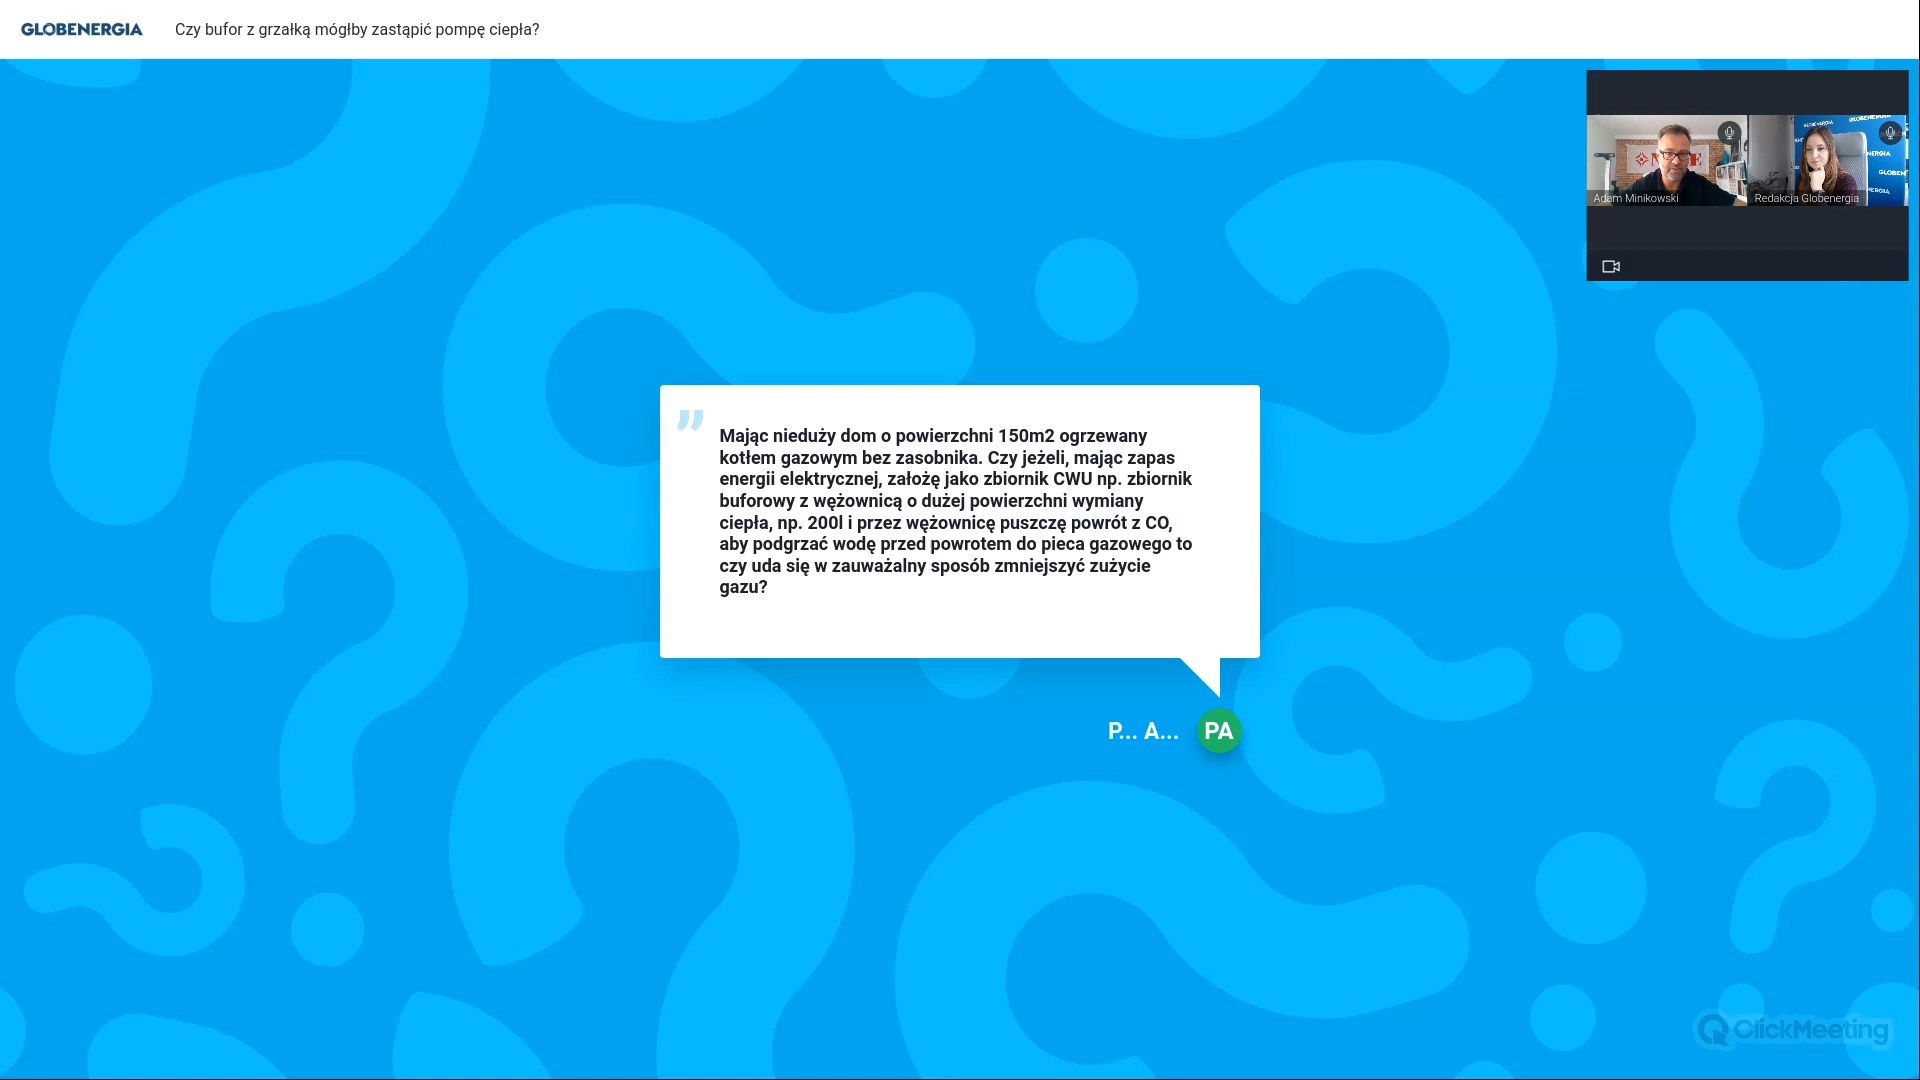 GLOBENERGIA
Czy bufor z grzałką mógłby zastąpić pompę ciepła?
Adam Minikowski
Redakcja Globenergia
”
Mając nieduży dom o powierzchni 150m2 ogrzewany
kotłem gazowym bez zasobnika. Czy jeżeli, mając zapas
energii elektrycznej, założę jako zbiornik CWU np. zbiornik
buforowy z wężownicą o dużej powierzchni wymiany
ciepła, np. 200l i przez wężownicę puszczę powrót z CO,
aby podgrzać wodę przed powrotem do pieca gazowego to
czy uda się w zauważalny sposób zmniejszyć zużycie
gazu?
P... A... PA
ClickMeeting